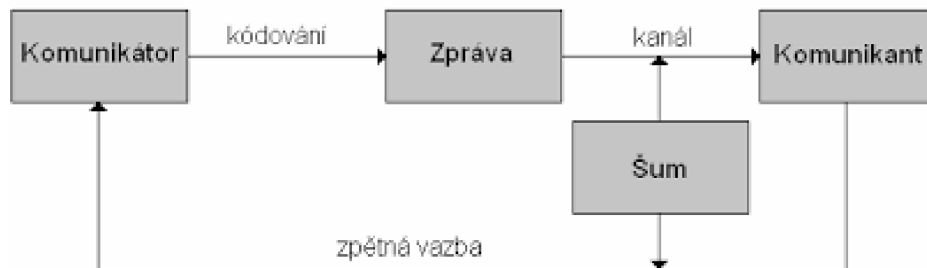 Komunikátor
kódování
Zpráva
kanál
Komunikant
Šum
zpětná vazba